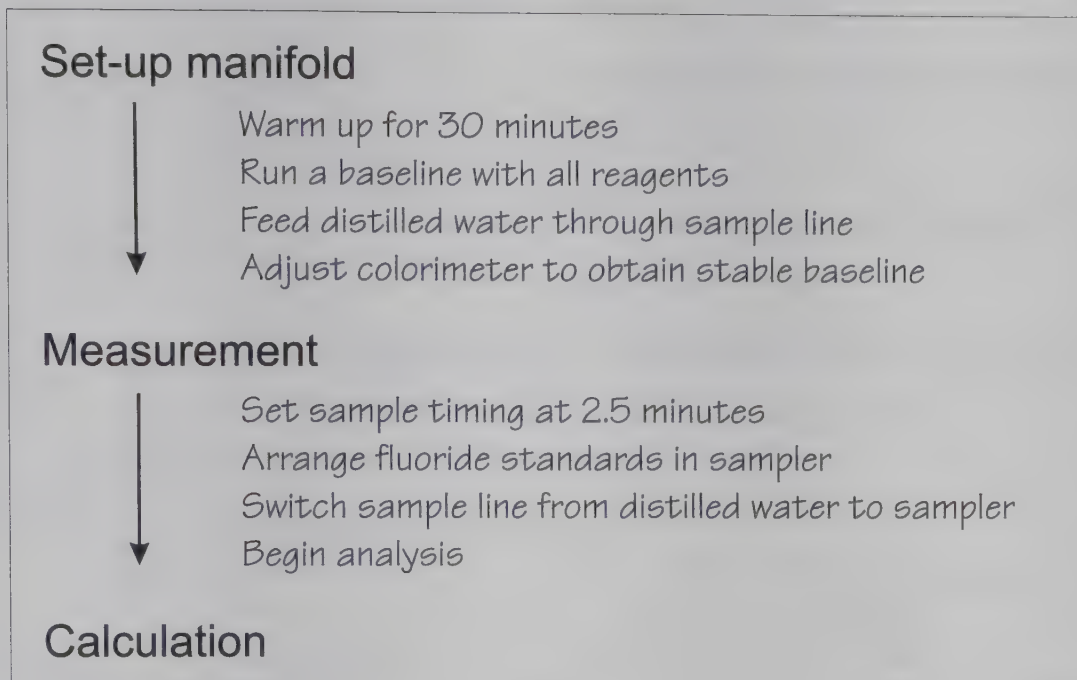 Set-up manifold
Warm up for 30 minutes
Run a baseline with all reagents
Feed distilled water through sample line
Adjust colorimeter to obtain stable baseline
Measurement
Set sample timing at 2.5 minutes
Arrange fluoride standards in sampler
Switch sample line from distilled water to sampler
Begin analysis
Calculation